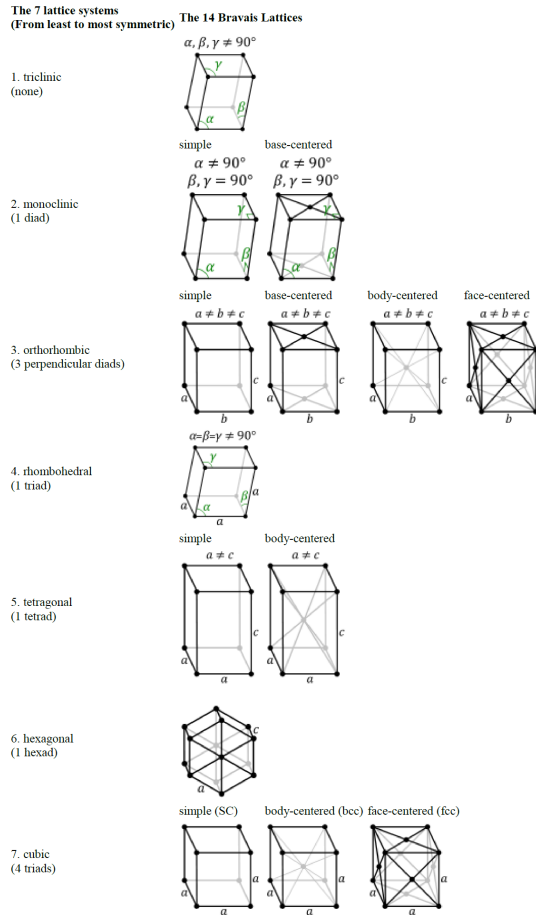 The 7 lattice systems
(From least to most symmetric)
The 14 Bravais Lattices
1. triclinic
(none)
α, β, γ ≠ 90°
γ
β
α
2. monoclinic
(1 diad)
simple
base-centered
α ≠ 90°
α ≠ 90°
β, γ = 90°
β, γ = 90°
γ
γ
β
β
α
α
3. orthorhombic
(3 perpendicular diads)
simple
base-centered
body-centered
face-centered
a ≠ b ≠ c
a ≠ b ≠ c
a ≠ b ≠ c
a ≠ b ≠ c
c
c
c
a
a
a
a
b
b
b
b
4. rhombohedral
(1 triad)
α=β=γ ≠ 90°
γ
β
a
a
α
a
5. tetragonal
(1 tetrad)
simple
body-centered
a ≠ c
a ≠ c
c
c
a
a
a
a
6. hexagonal
(1 hexad)
c
a
7. cubic
(4 triads)
simple (SC)
body-centered (bcc)
face-centered (fcc)
a
a
a
a
a
a
a
a
a